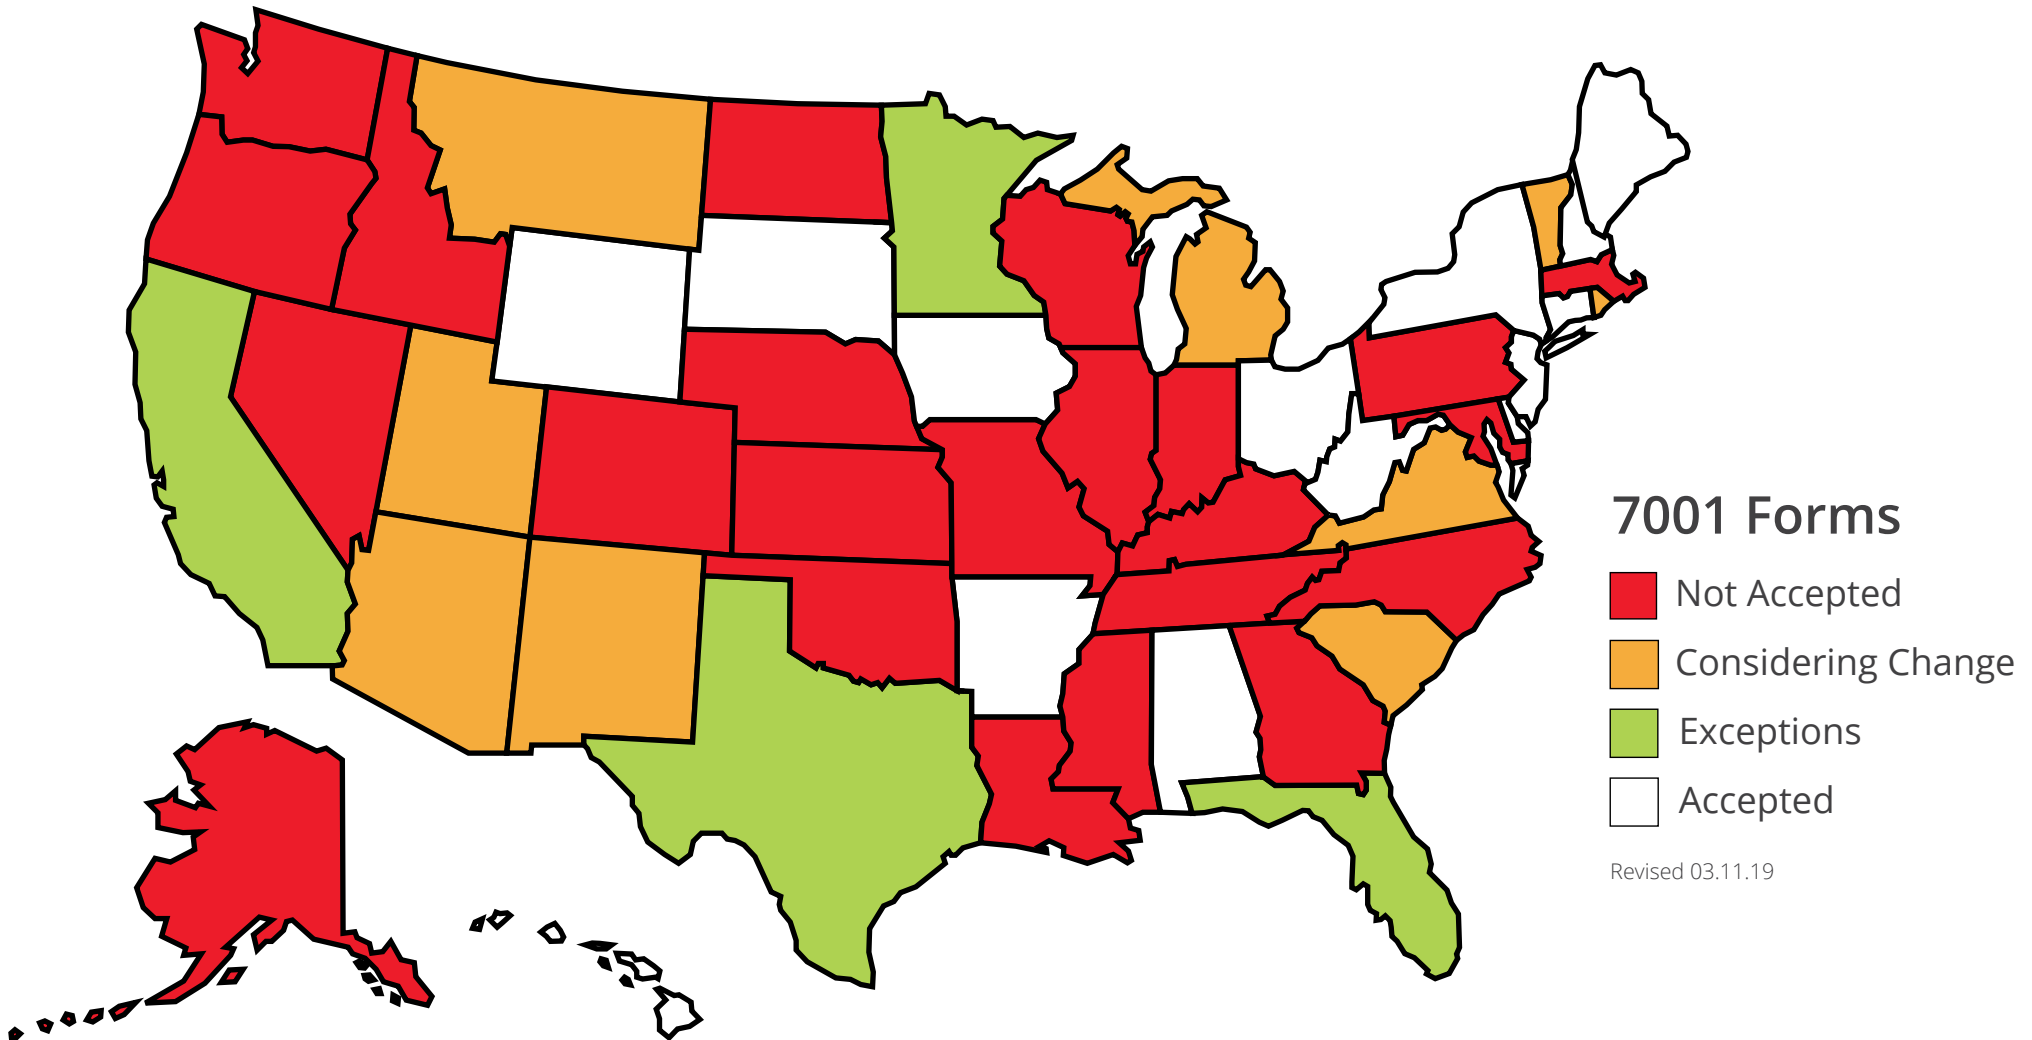 7001 Forms
Not Accepted
Considering Change
Exceptions
Accepted
Revised 03.11.19